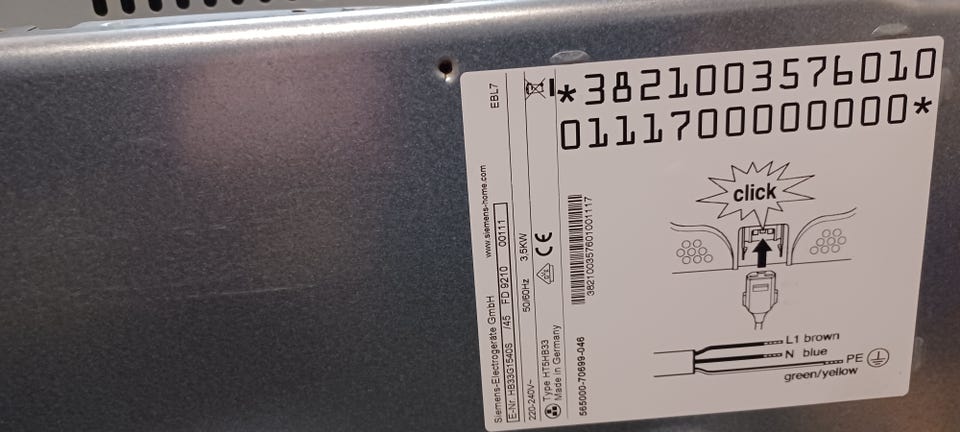 *3821003576010
0111700000000*
click
L1 brown
N blue
PE
green/yellow
EBL7
Siemens-Electrogeräte GmbH www.siemens-home.com
E-Nr. HB33G1540S /45 FD 9210 00111
220-240V~ 50/60Hz 3,5KW
Type HT5HB33
Made in Germany
CE
565000-70699-046
382100357601001117